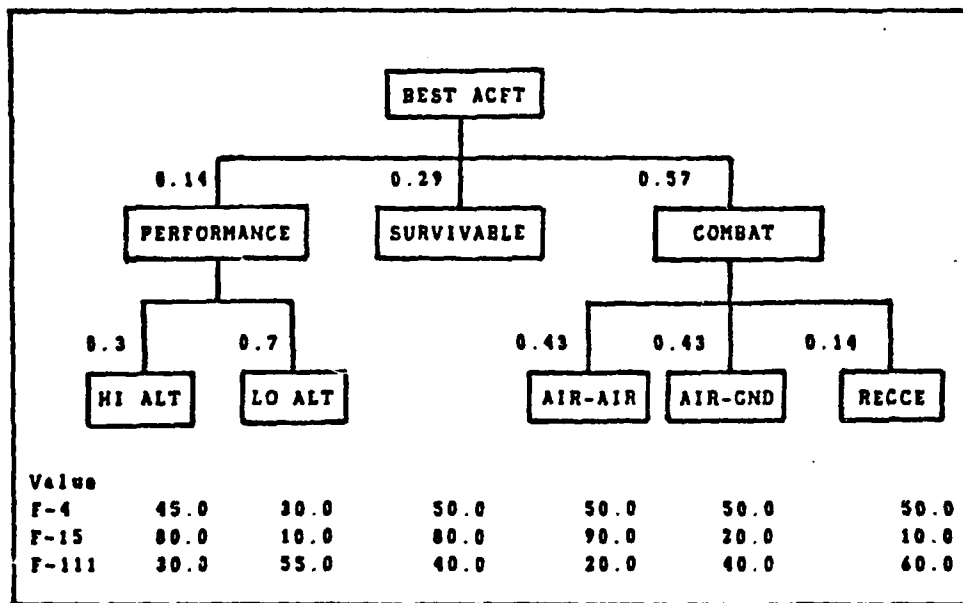 BEST ACFT
0.14 0.29 0.57
PERFORMANCE SURVIVABLE COMBAT
0.3 0.7 0.43 0.43 0.14
HI ALT LO ALT AIR-AIR AIR-GND RECCE
Value
F-4 45.0 30.0 50.0 50.0 50.0 50.0
F-15 80.0 10.0 80.0 90.0 20.0 10.0
F-111 30.0 55.0 40.0 20.0 40.0 60.0